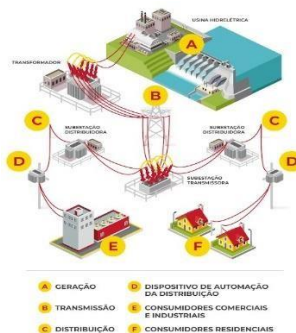 USINA HIDRELÉTRICA
A
TRANSFORMADOR
B
C
C
SUBESTAÇÃO
DISTRIBUIDORA
SUBESTAÇÃO
DISTRIBUIDORA
D
D
SUBESTAÇÃO
TRANSMISSORA
E
F
A GERAÇÃO
B TRANSMISSÃO
C DISTRIBUIÇÃO
D DISPOSITIVO DE AUTOMAÇÃO
DA DISTRIBUIÇÃO
E CONSUMIDORES COMERCIAIS
E INDUSTRIAIS
F CONSUMIDORES RESIDENCIAIS